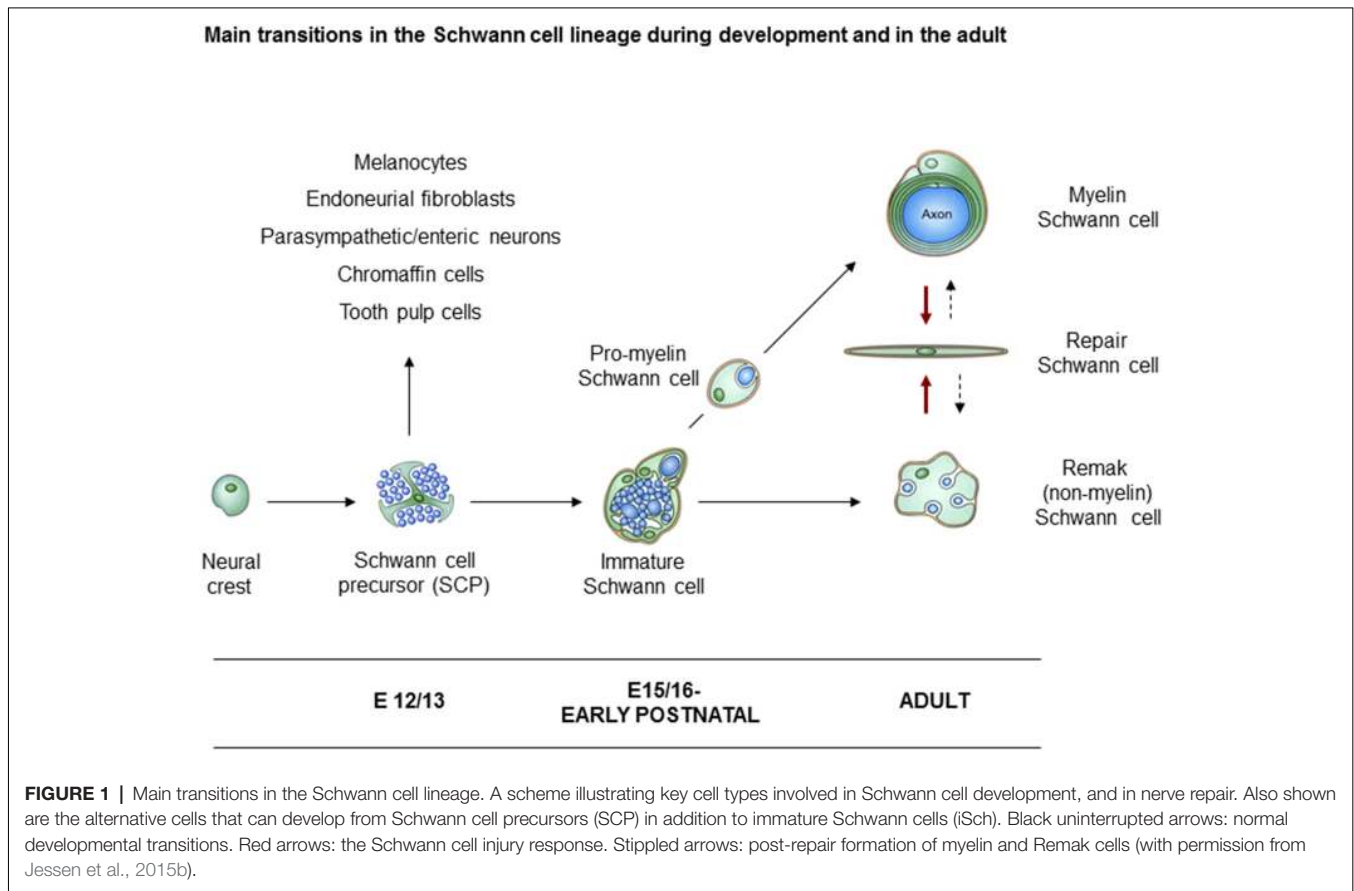 Main transitions in the Schwann cell lineage during development and in the adult
Melanocytes
Endoneurial fibroblasts
Parasympathetic/enteric neurons
Chromaffin cells
Tooth pulp cells
Axon
Myelin
Schwann cell
Pro-myelin
Schwann cell
Repair
Schwann cell
Remak
(non-myelin)
Schwann cell
Neural
crest
Schwann cell
precursor (SCP)
Immature
Schwann cell
E 12/13
E15/16-
EARLY POSTNATAL
ADULT
FIGURE 1 | Main transitions in the Schwann cell lineage. A scheme illustrating key cell types involved in Schwann cell development, and in nerve repair. Also shown
are the alternative cells that can develop from Schwann cell precursors (SCP) in addition to immature Schwann cells (iSch). Black uninterrupted arrows: normal
developmental transitions. Red arrows: the Schwann cell injury response. Stippled arrows: post-repair formation of myelin and Remak cells (with permission from
Jessen et al., 2015b).